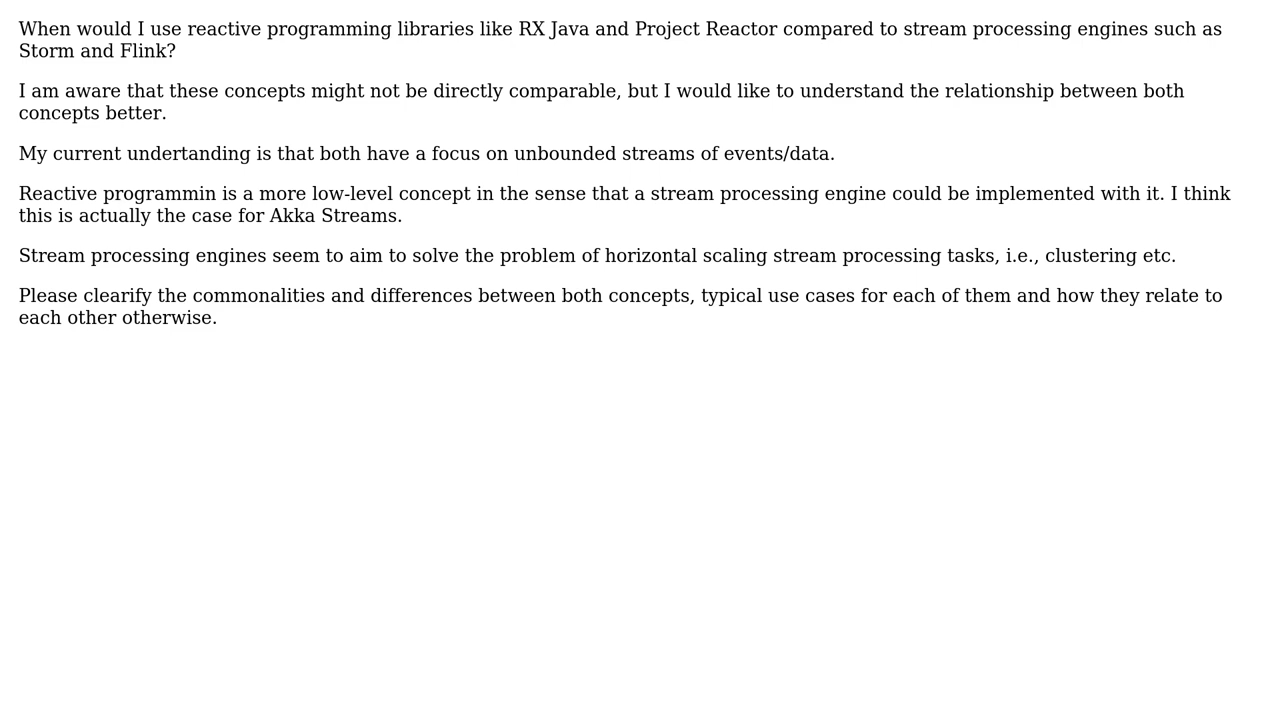 When would I use reactive programming libraries like RX Java and Project Reactor compared to stream processing engines such as
Storm and Flink?
I am aware that these concepts might not be directly comparable, but I would like to understand the relationship between both
concepts better.
My current undertanding is that both have a focus on unbounded streams of events/data.
Reactive programmin is a more low-level concept in the sense that a stream processing engine could be implemented with it. I think
this is actually the case for Akka Streams.
Stream processing engines seem to aim to solve the problem of horizontal scaling stream processing tasks, i.e., clustering etc.
Please clearify the commonalities and differences between both concepts, typical use cases for each of them and how they relate to
each other otherwise.